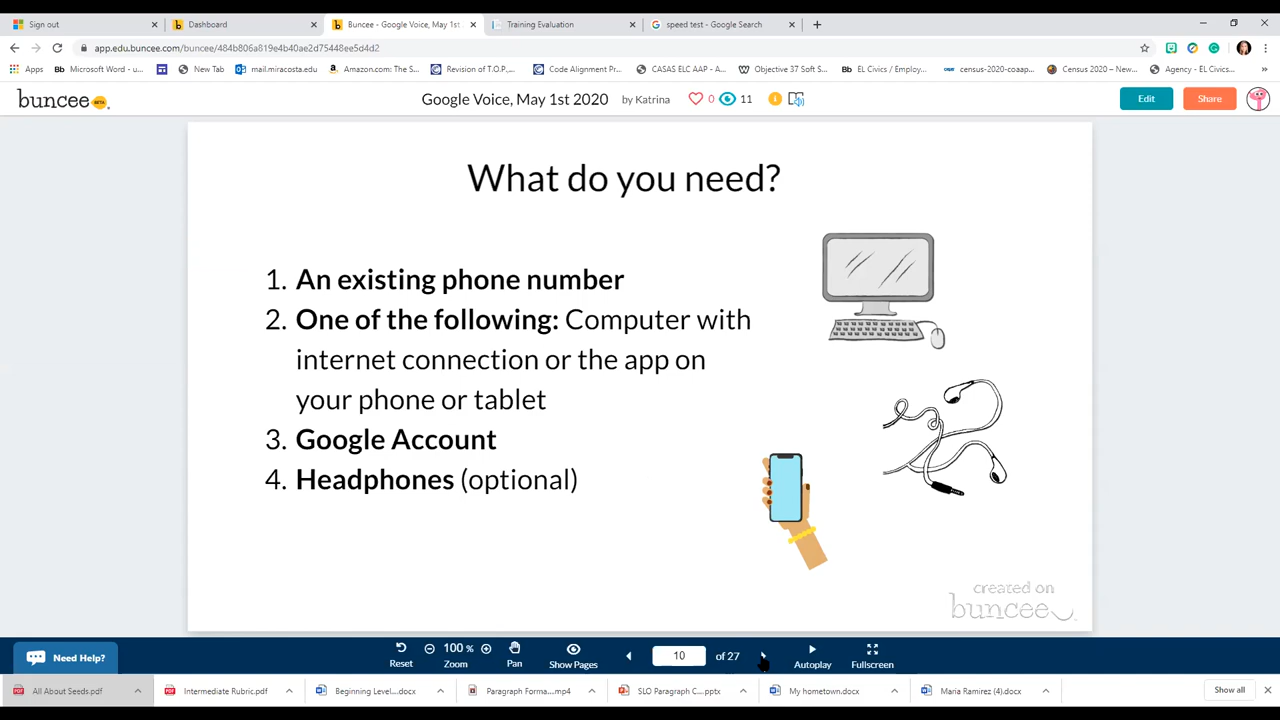 Sign out
Dashboard
Buncee - Google Voice, May 1st
Training Evaluation
speed test - Google Search
app.edu.buncee.com/buncee/484b806a819e4b40ae2d75448ee5d4d2
Apps
Microsoft Word - u...
New Tab
mail.miracosta.edu
Amazon.com: The S...
Revision of T.O.P,...
Code Alignment Pr...
CASAS ELC AAP - A...
Objective 37 Soft S...
EL Civics / Employ...
census-2020-coaap...
Census 2020 – New...
Agency - EL Civics...
buncee BETA
Google Voice, May 1st 2020
by Katrina
0
11
Edit
Share
What do you need?
1. An existing phone number
2. One of the following: Computer with
internet connection or the app on
your phone or tablet
3. Google Account
4. Headphones (optional)
created on
buncee
Need Help?
Reset
100 %
Zoom
Pan
Show Pages
10
of 27
Autoplay
Fullscreen
All About Seeds.pdf
Intermediate Rubric.pdf
Beginning Level....docx
Paragraph Forma....mp4
SLO Paragraph C....pptx
My hometown.docx
Maria Ramirez (4).docx
Show all